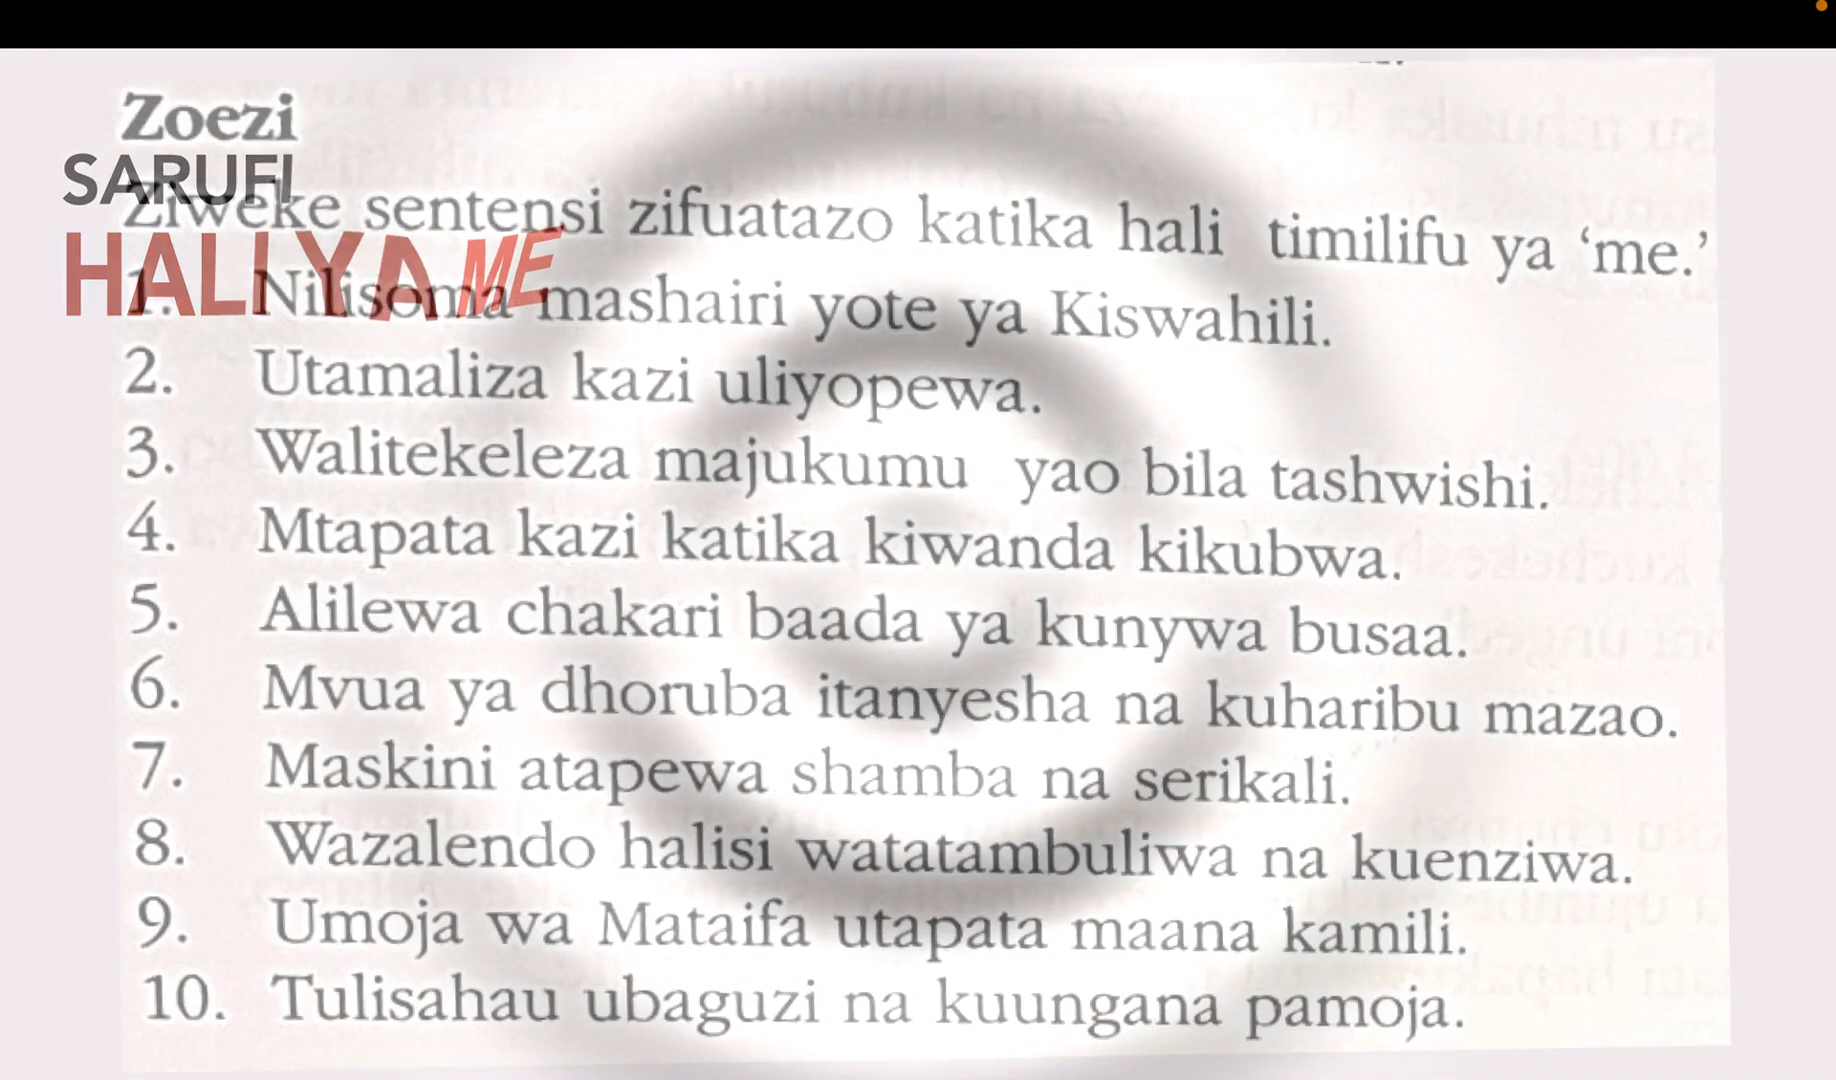 Zoezi
SARUFI
Ziweke sentensi zifuatazo katika hali timilifu ya ‘me.’
HALI YA ME
1. Nilisoma mashairi yote ya Kiswahili.
2. Utamaliza kazi uliyopewa.
3. Walitekeleza majukumu yao bila tashwishi.
4. Mtapata kazi katika kiwanda kikubwa.
5. Alilewa chakari baada ya kunywa busaa.
6. Mvua ya dhoruba itanyesha na kuharibu mazao.
7. Maskini atapewa shamba na serikali.
8. Wazalendo halisi watatambuliwa na kuenziwa.
9. Umoja wa Mataifa utapata maana kamili.
10. Tulisahau ubaguzi na kuungana pamoja.